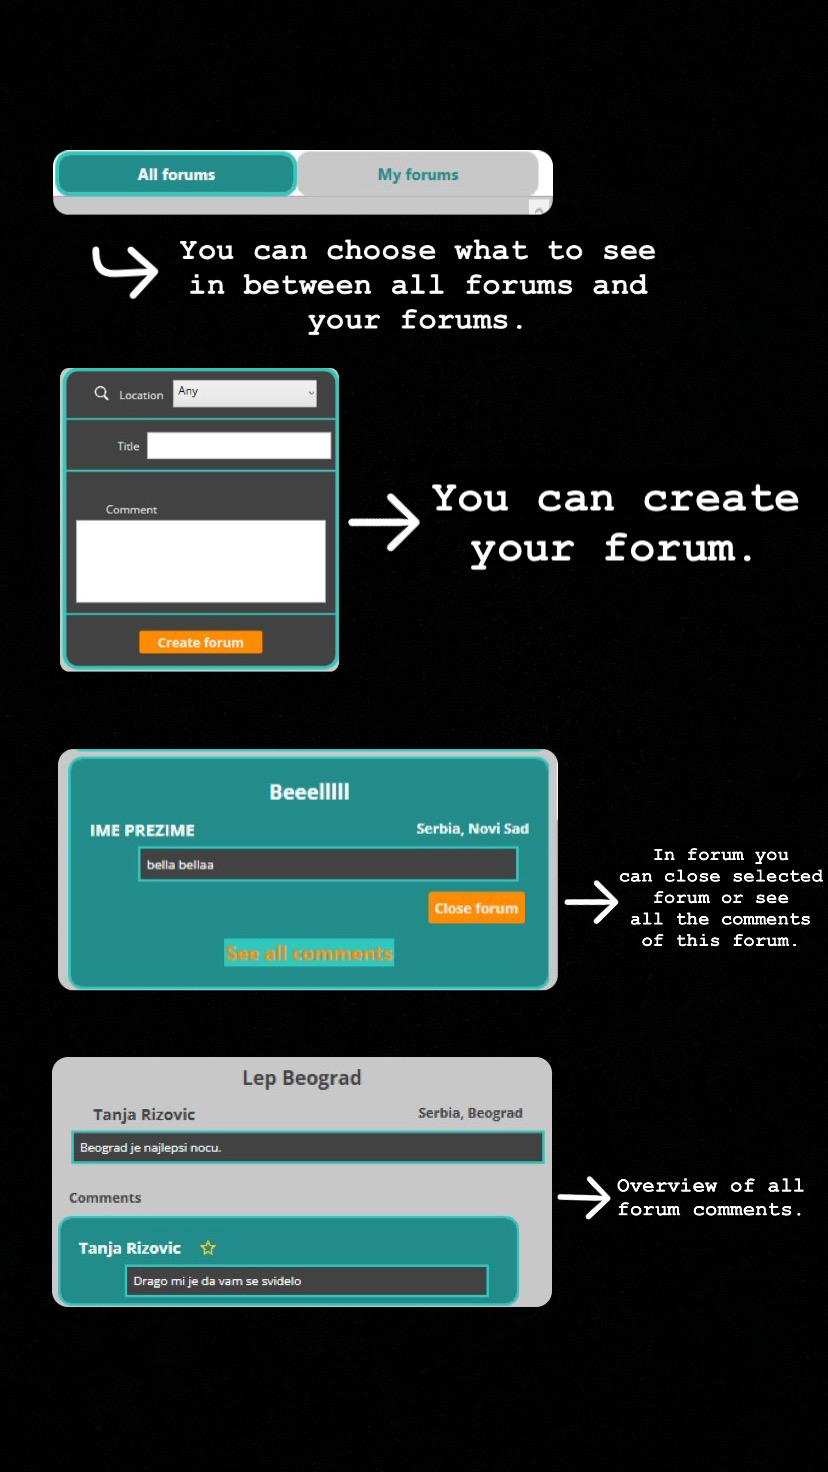 All forums My forums
You can choose what to see
in between all forums and
your forums.
Location Any
Title
Comment
Create forum
You can create
your forum.
Beeelllll
IME PREZIME Serbia, Novi Sad
bella bellaa
Close forum
See all comments
In forum you
can close selected
forum or see
all the comments
of this forum.
Lep Beograd
Tanja Rizovic Serbia, Beograd
Beograd je najlepsi nocu.
Comments
Tanja Rizovic
Drago mi je da vam se svidelo
Overview of all
forum comments.